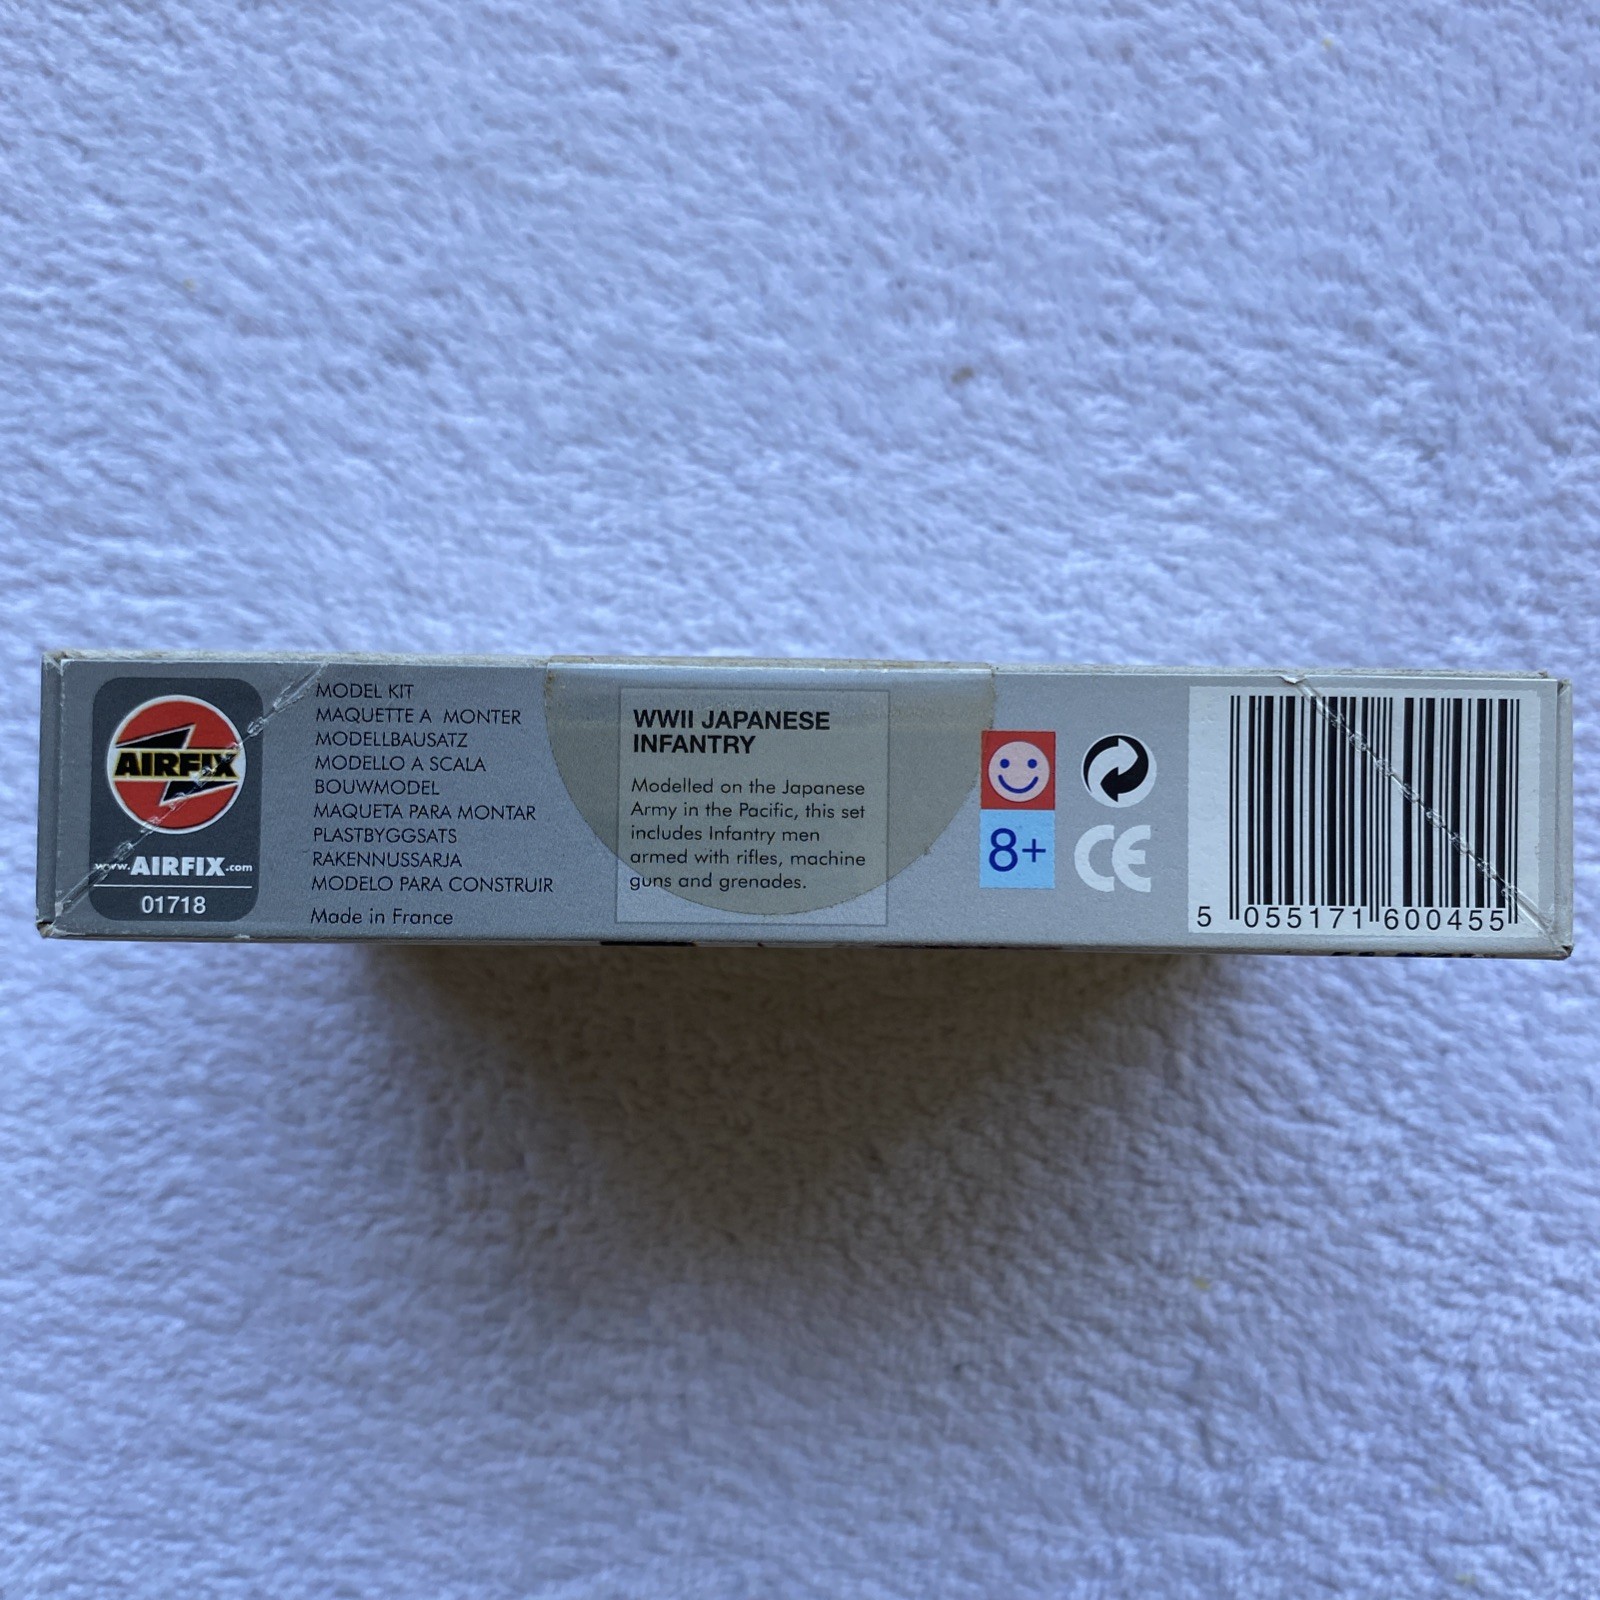 AIRFIX
www.AIRFIX.com
01718
MODEL KIT
MAQUETTE A MONTER
MODELLBAUSATZ
MODELLO A SCALA
BOUWMODEL
MAQUETA PARA MONTAR
PLASTBYGGSATS
RAKENNUSSARJA
MODELO PARA CONSTRUIR
Made in France
WWII JAPANESE
INFANTRY
Modelled on the Japanese
Army in the Pacific, this set
includes Infantry men
armed with rifles, machine
guns and grenades.
8+
CE
5 055171 600455